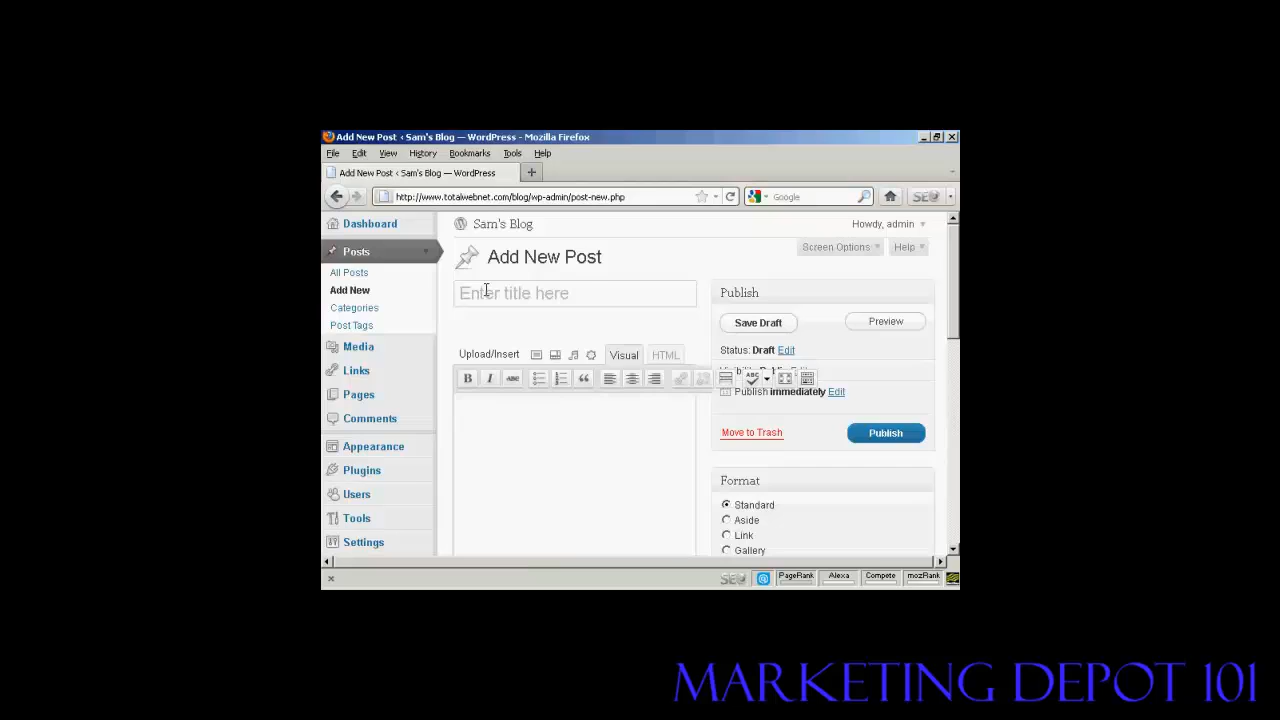 Add New Post ‹ Sam's Blog — WordPress - Mozilla Firefox
File Edit View History Bookmarks Tools Help
Add New Post ‹ Sam's Blog — WordPress
http://www.totalwebnet.com/blog/wp-admin/post-new.php
Google
SEO
Dashboard
Posts
All Posts
Add New
Categories
Post Tags
Media
Links
Pages
Comments
Appearance
Plugins
Users
Tools
Settings
Sam's Blog
Howdy, admin
Screen Options
Help
Add New Post
Enter title here
Upload/Insert
Visual
HTML
B I ABC
ABC
Publish
Save Draft
Preview
Status: Draft Edit
Publish immediately Edit
Move to Trash
Publish
Format
Standard
Aside
Link
Gallery
SEO
PageRank
Alexa
Compete
mozRank
MARKETING DEPOT 101